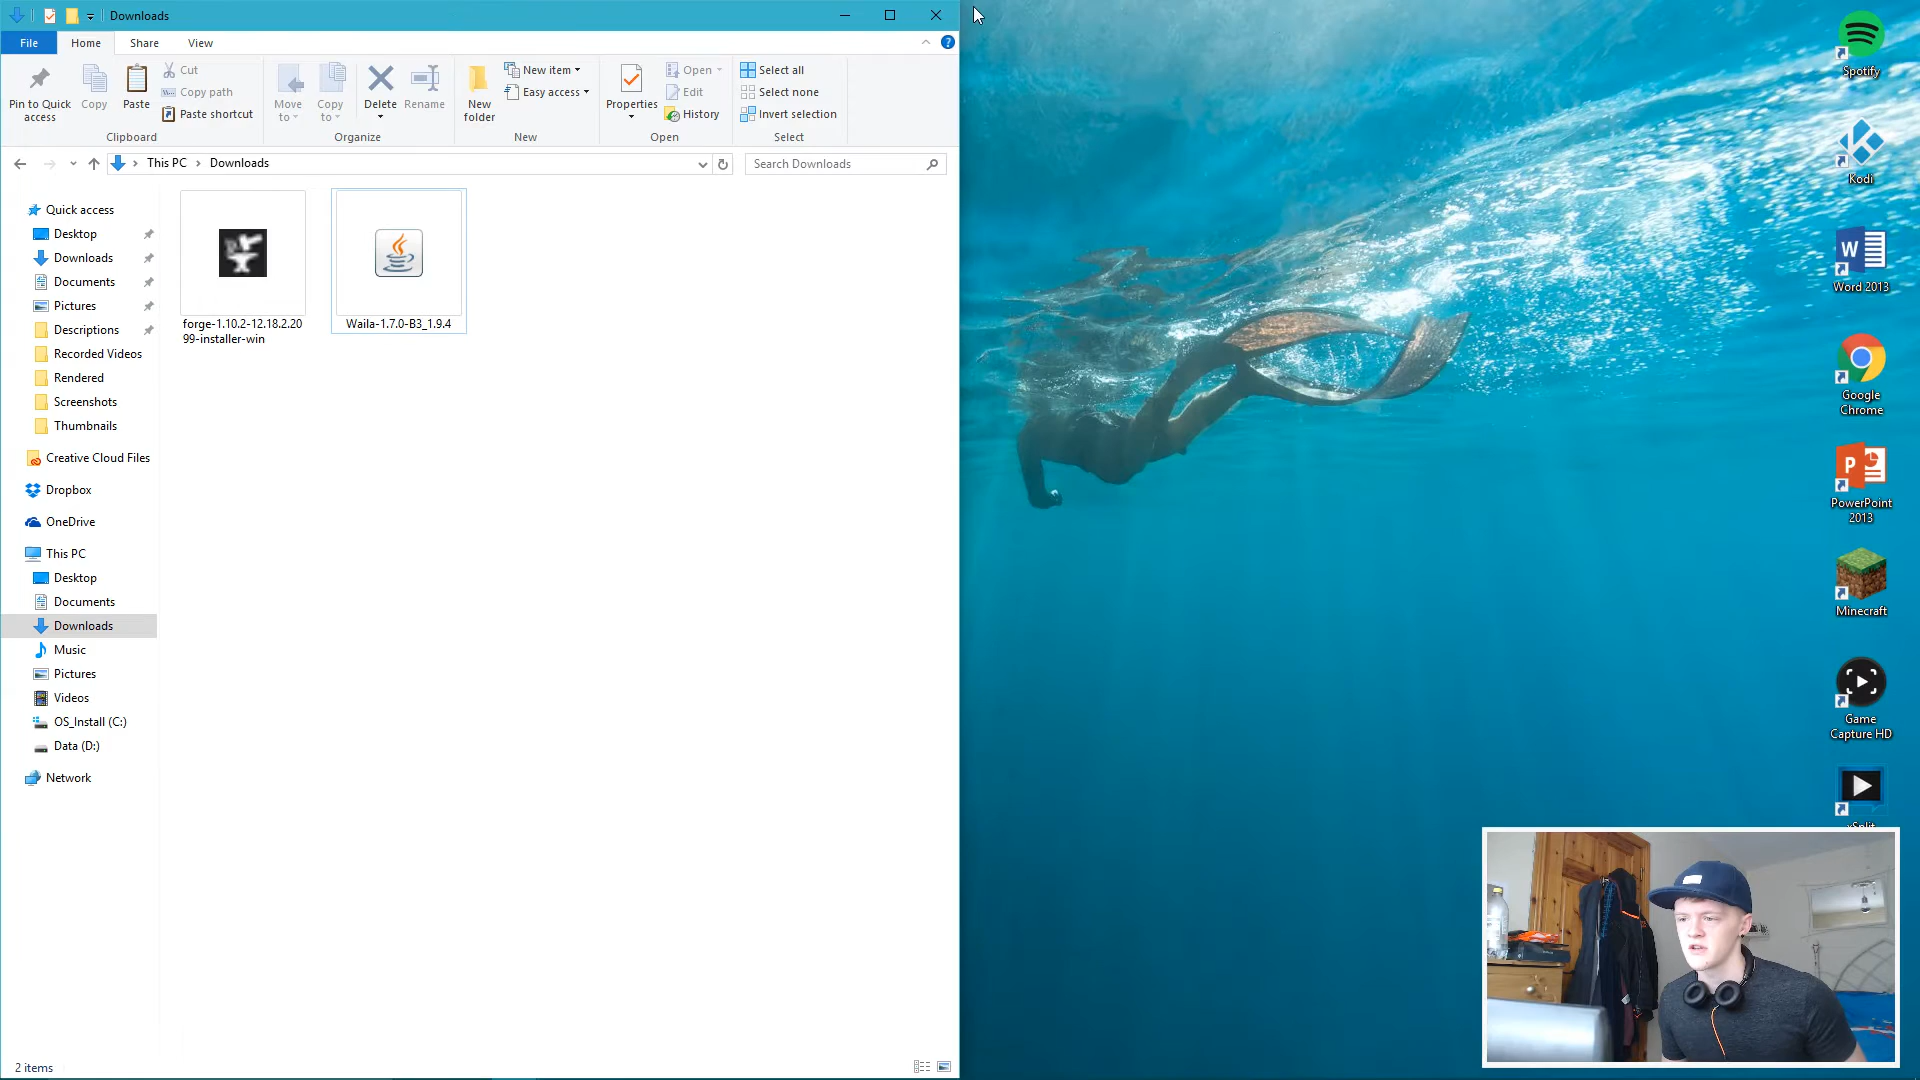 Downloads
File
Home
Share
View
Pin to Quick access
Copy
Paste
Cut
Copy path
Paste shortcut
Clipboard
Move to
Copy to
Delete
Rename
Organize
New folder
New item
Easy access
New
Properties
Open
Edit
History
Open
Select all
Select none
Invert selection
Select
This PC
Downloads
Search Downloads
Quick access
Desktop
Downloads
Documents
Pictures
Descriptions
Recorded Videos
Rendered
Screenshots
Thumbnails
Creative Cloud Files
Dropbox
OneDrive
This PC
Desktop
Documents
Downloads
Music
Pictures
Videos
OS_Install (C:)
Data (D:)
Network
forge-1.10.2-12.18.2.20
99-installer-win
Waila-1.7.0-B3_1.9.4
2 items
Spotify
Kodi
W
Word 2013
Google
Chrome
P
PowerPoint
2013
Minecraft
Game
Capture HD